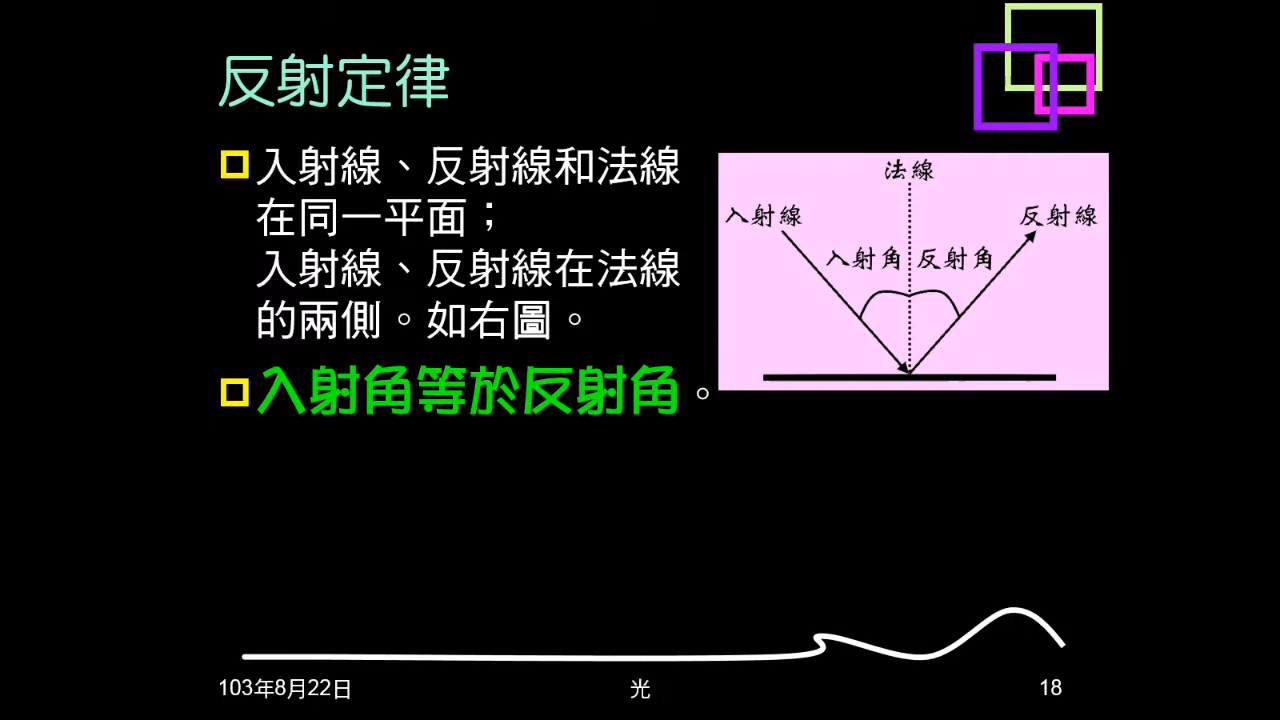 反射定律
入射線、反射線和法線
在同一平面；
入射線、反射線在法線
的兩側。如右圖。
入射角等於反射角。
法線
入射線
反射線
入射角
反射角
103年8月22日
光
18